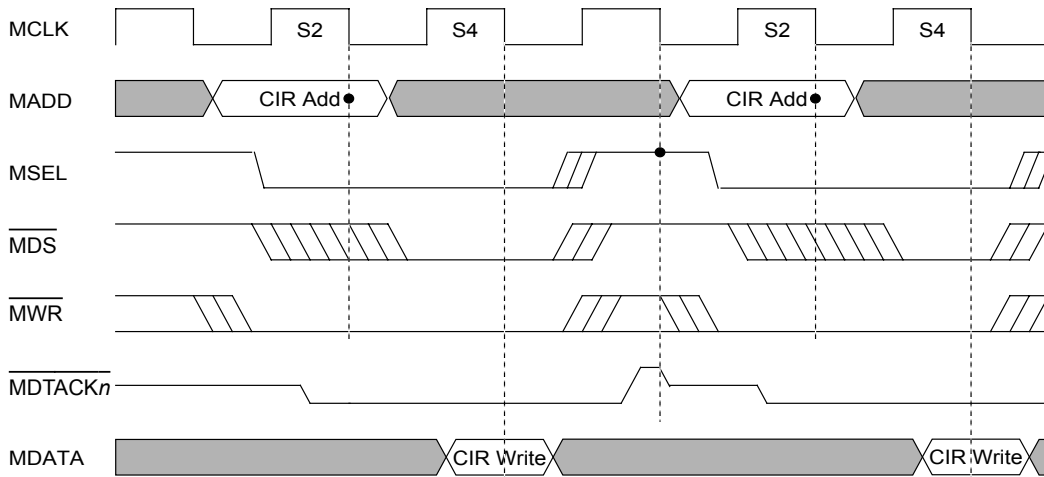 MCLK S2 S4 S2 S4
MADD CIR Add CIR Add
MSEL
MDS
MWR
MDTACKn
MDATA CIR Write CIR Write